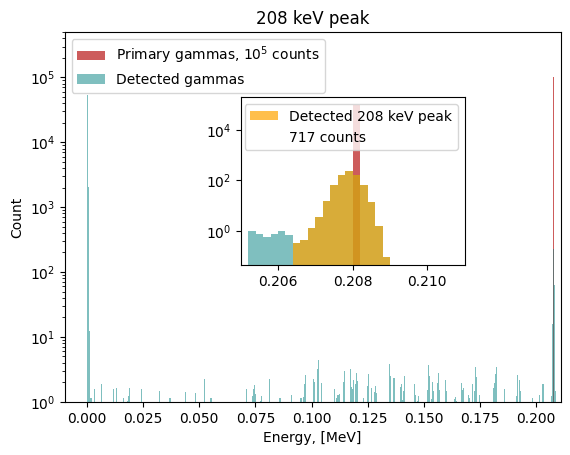 208 keV peak
Primary gammas, 10^5 counts
Detected gammas
Detected 208 keV peak
717 counts
10^4
10^2
10^0
0.206 0.208 0.210
10^5
10^4
10^3
10^2
10^1
10^0
Count
0.000 0.025 0.050 0.075 0.100 0.125 0.150 0.175 0.200
Energy, [MeV]